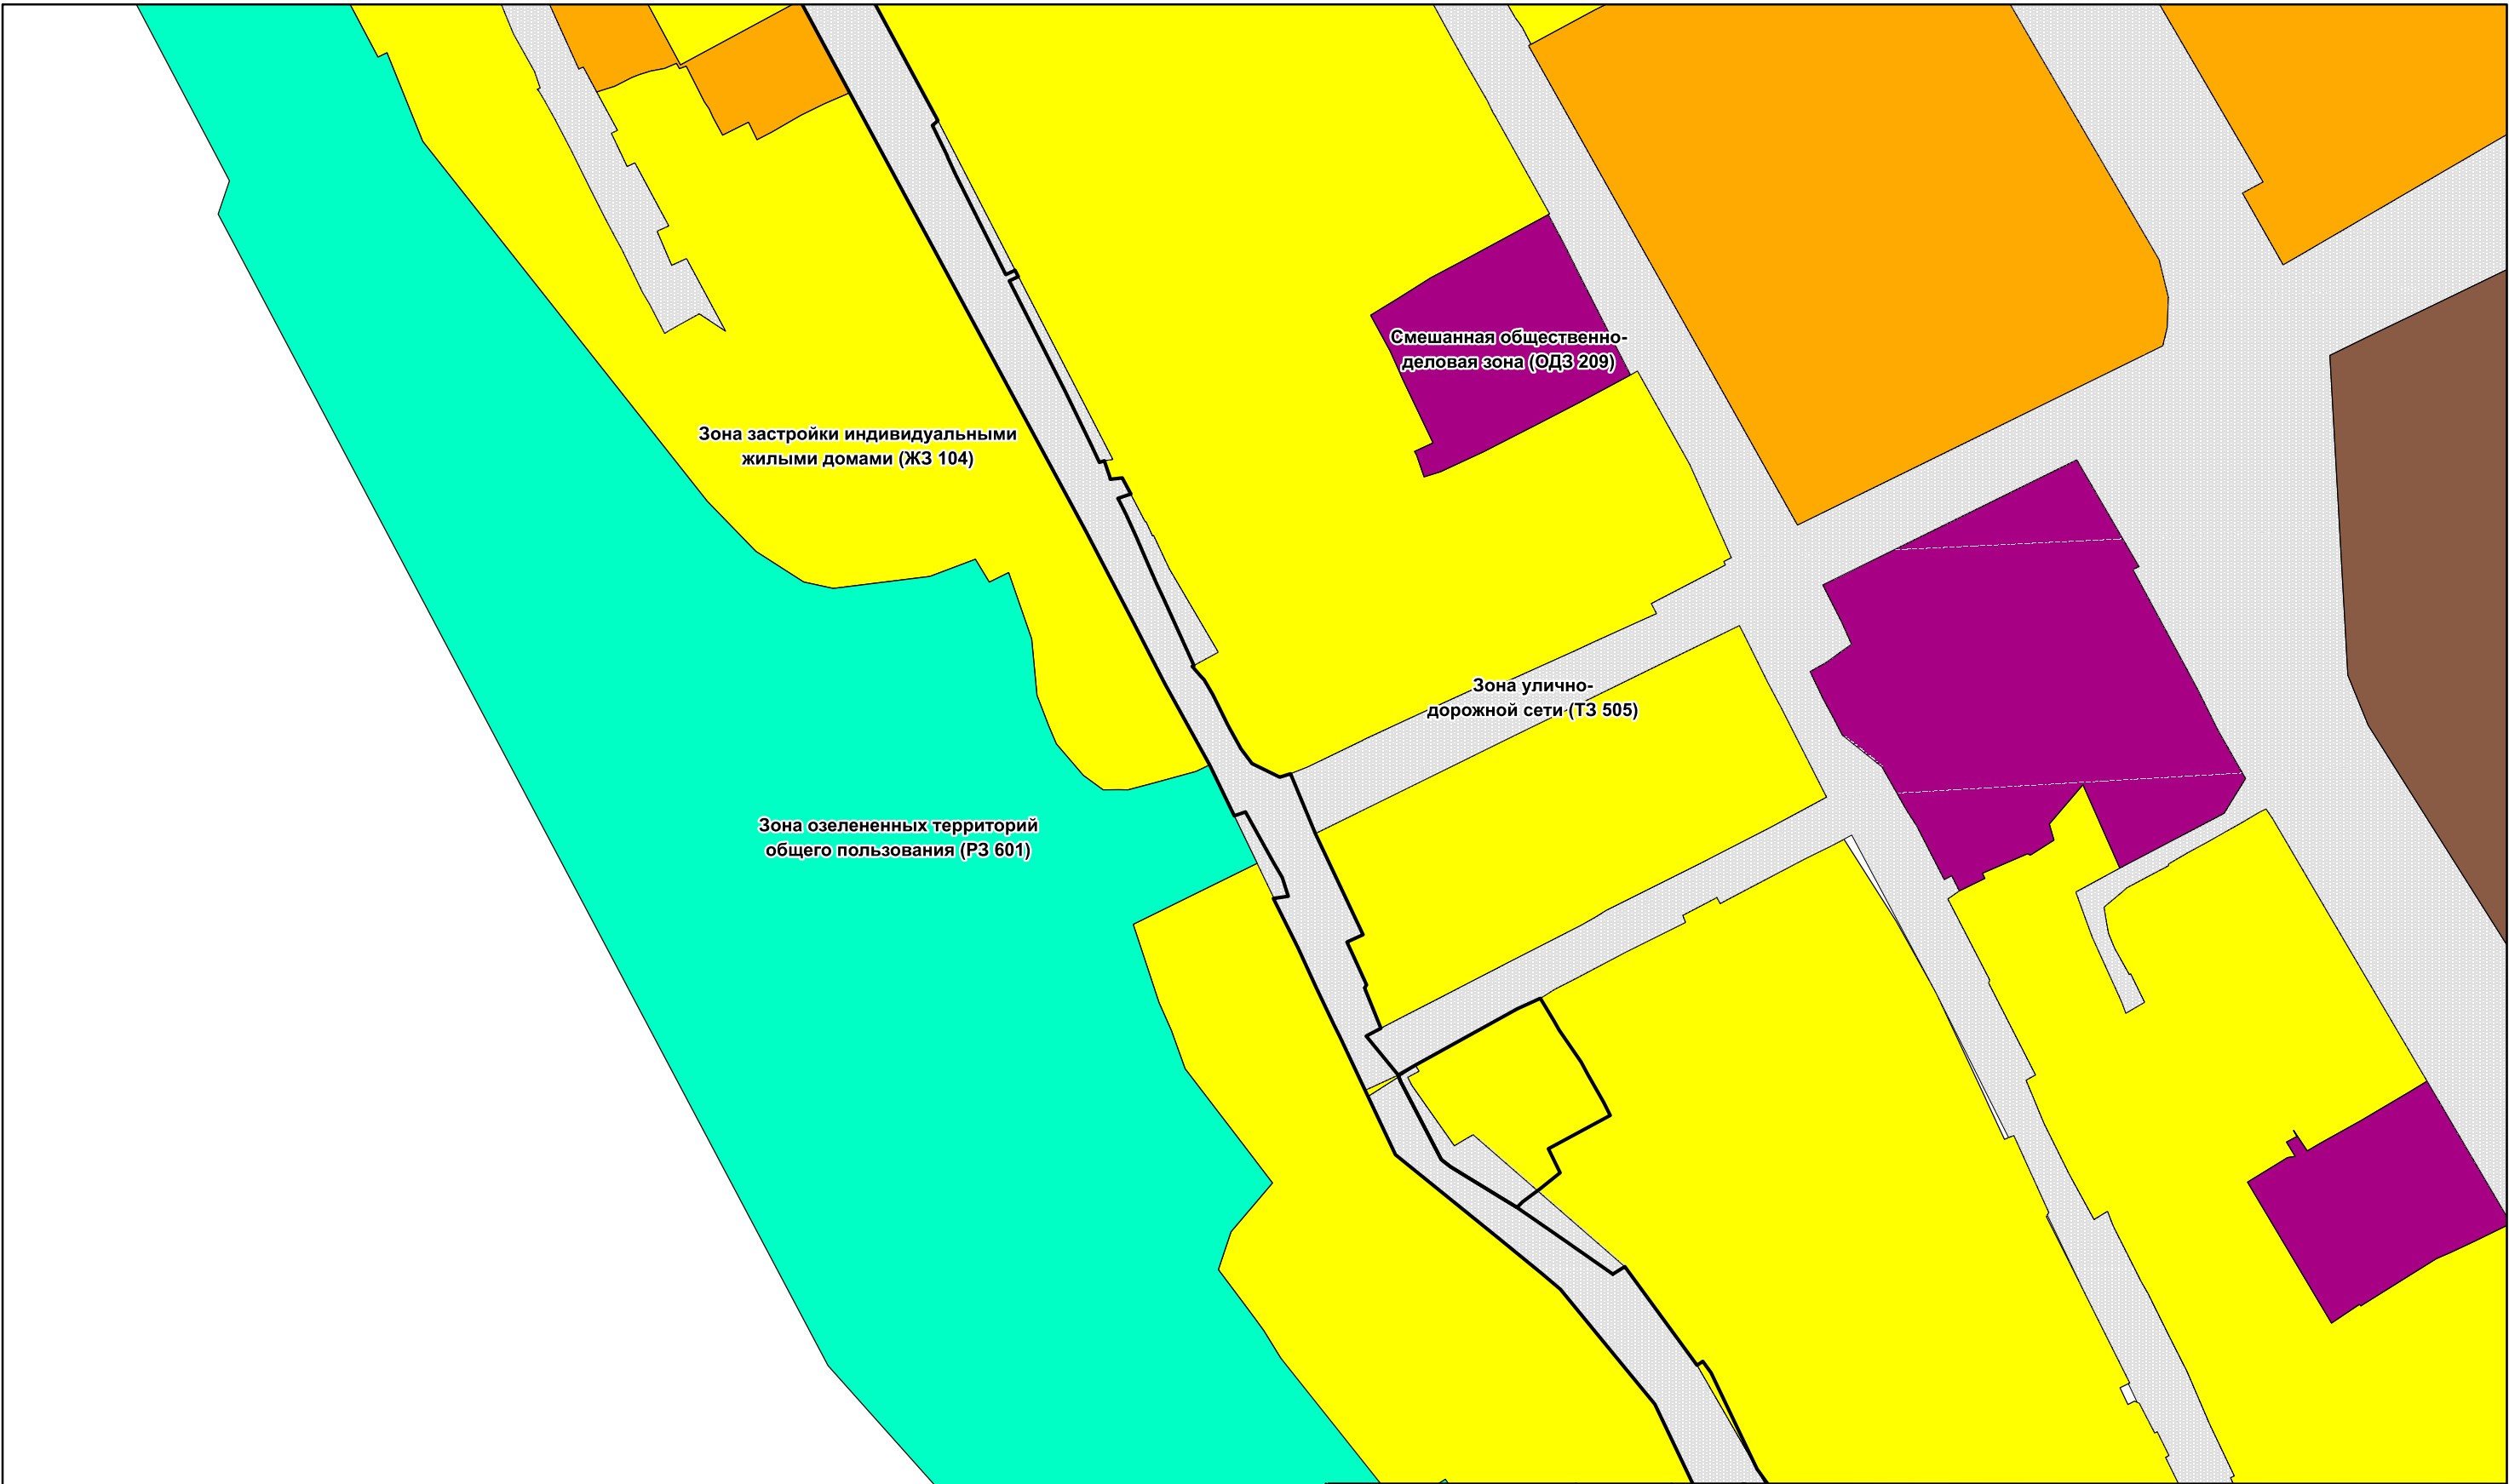 Смешанная общественно-
деловая зона (ОДЗ 209)
Зона застройки индивидуальными
жилыми домами (ЖЗ 104)
Зона улично-
дорожной сети (ТЗ 505)
Зона озелененных территорий
общего пользования (РЗ 601)